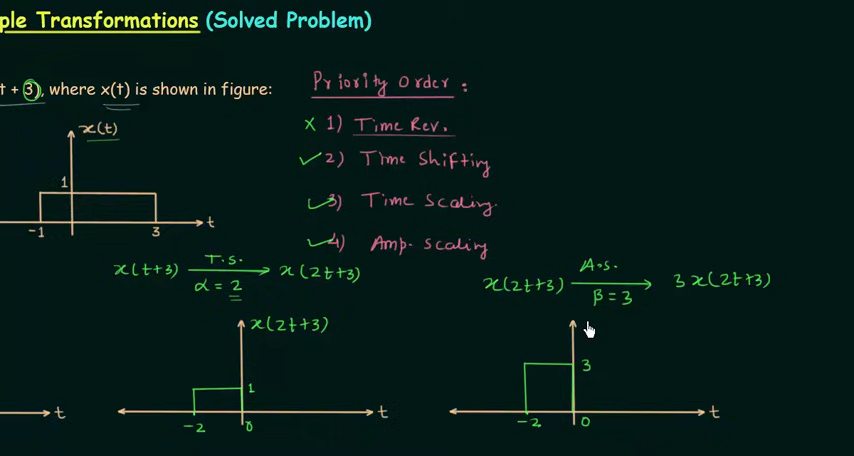 ple Transformations (Solved Problem)
t + 3), where x(t) is shown in figure:
Priority Order :
x(t)
1
-1
3
t
1) Time Rev.
2) Time Shifting
3) Time Scaling.
4) Amp. Scaling
x(t+3) T.S. α = 2 x(2t+3)
x(2t+3) A.S. β = 3 3x(2t+3)
t
x(2t+3)
1
-2
0
t
3
-2
0
t